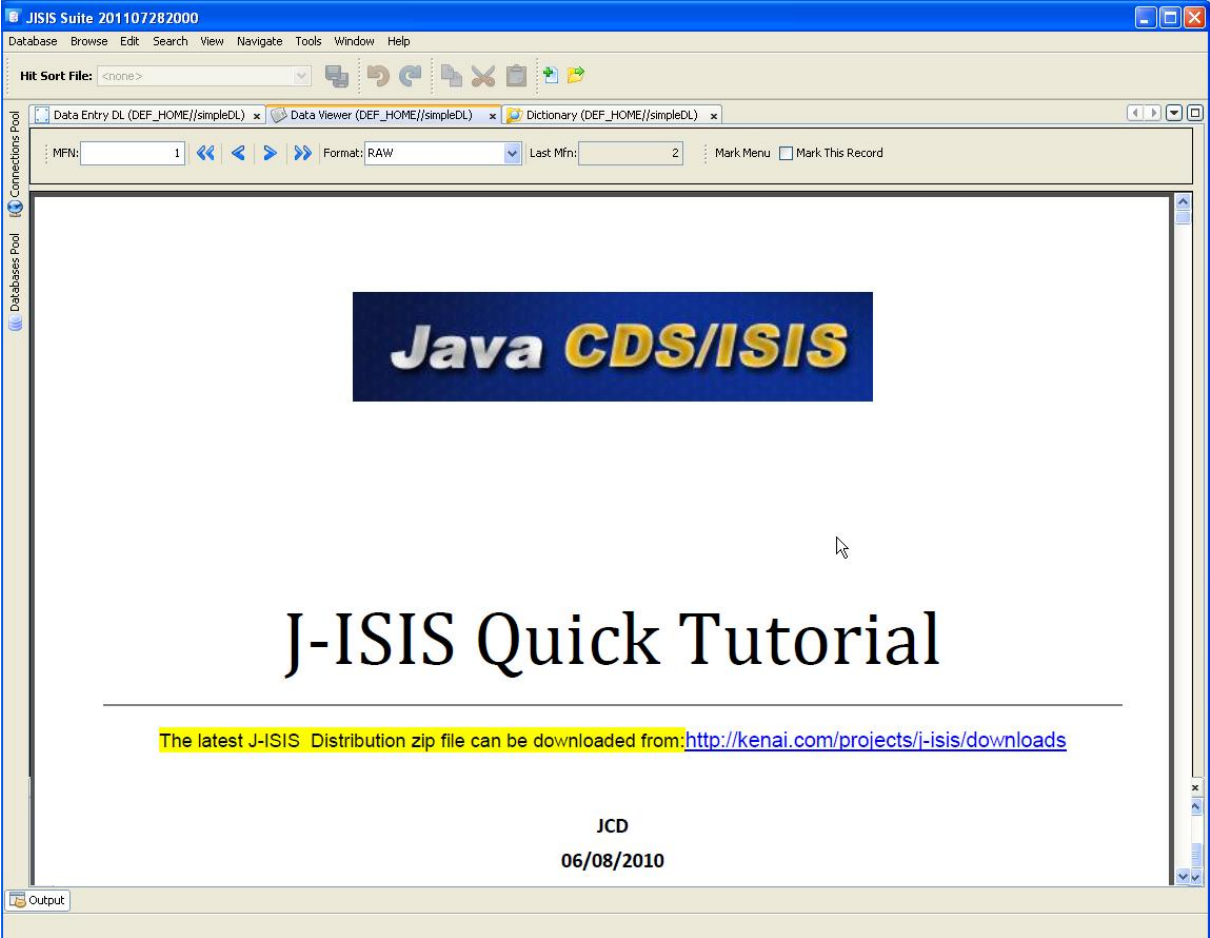 JISIS Suite 201107282000
Database Browse Edit Search View Navigate Tools Window Help
Hit Sort File: <none>
Data Entry DL (DEF_HOME//simpleDL) Data Viewer (DEF_HOME//simpleDL) Dictionary (DEF_HOME//simpleDL)
MFN: 1 Format: RAW Last Mfn: 2 Mark Menu Mark This Record
Connections Pool
Databases Pool
Java CDS/ISIS
J-ISIS Quick Tutorial
The latest J-ISIS Distribution zip file can be downloaded from:http://kenai.com/projects/j-isis/downloads
JCD
06/08/2010
Output